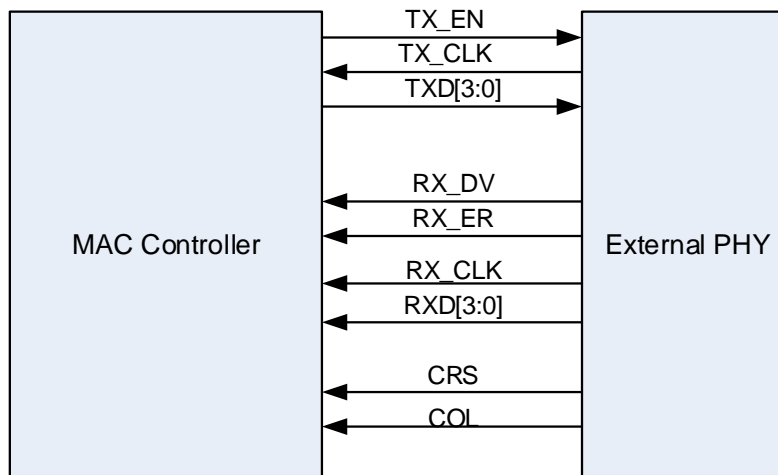 TX_EN
TX_CLK
TXD[3:0]
RX_DV
RX_ER
MAC Controller
External PHY
RX_CLK
RXD[3:0]
CRS
COL